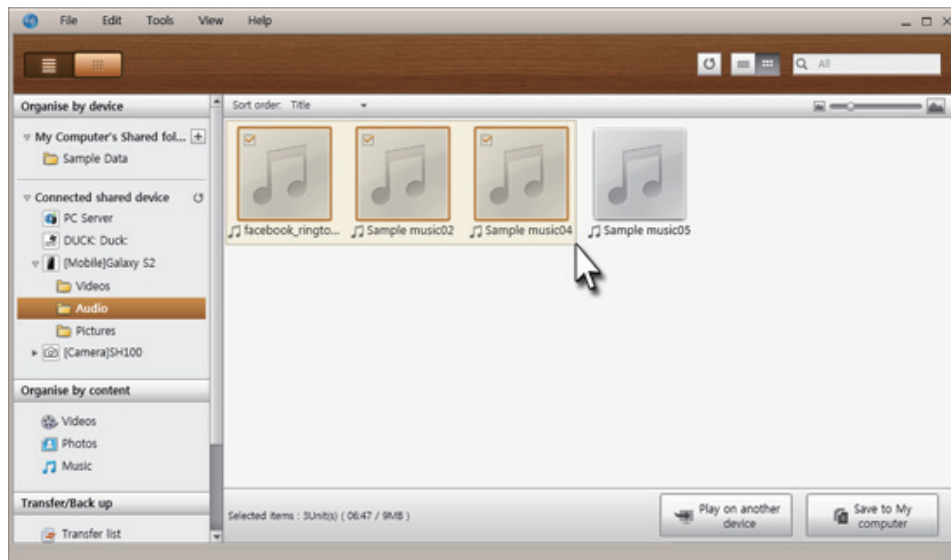 File Edit Tools View Help
All
Organise by device
Sort order: Title
My Computer's Shared fol...
Sample Data
Connected shared device
PC Server
DUCK: Duck:
[Mobile]Galaxy S2
Videos
Audio
Pictures
[Camera]SH100
facebook_ringto... Sample music02 Sample music04 Sample music05
Organise by content
Videos
Photos
Music
Transfer/Back up
Transfer list
Selected items : 3Unit(s) ( 06:47 / 9MB )
Play on another
device
Save to My
computer